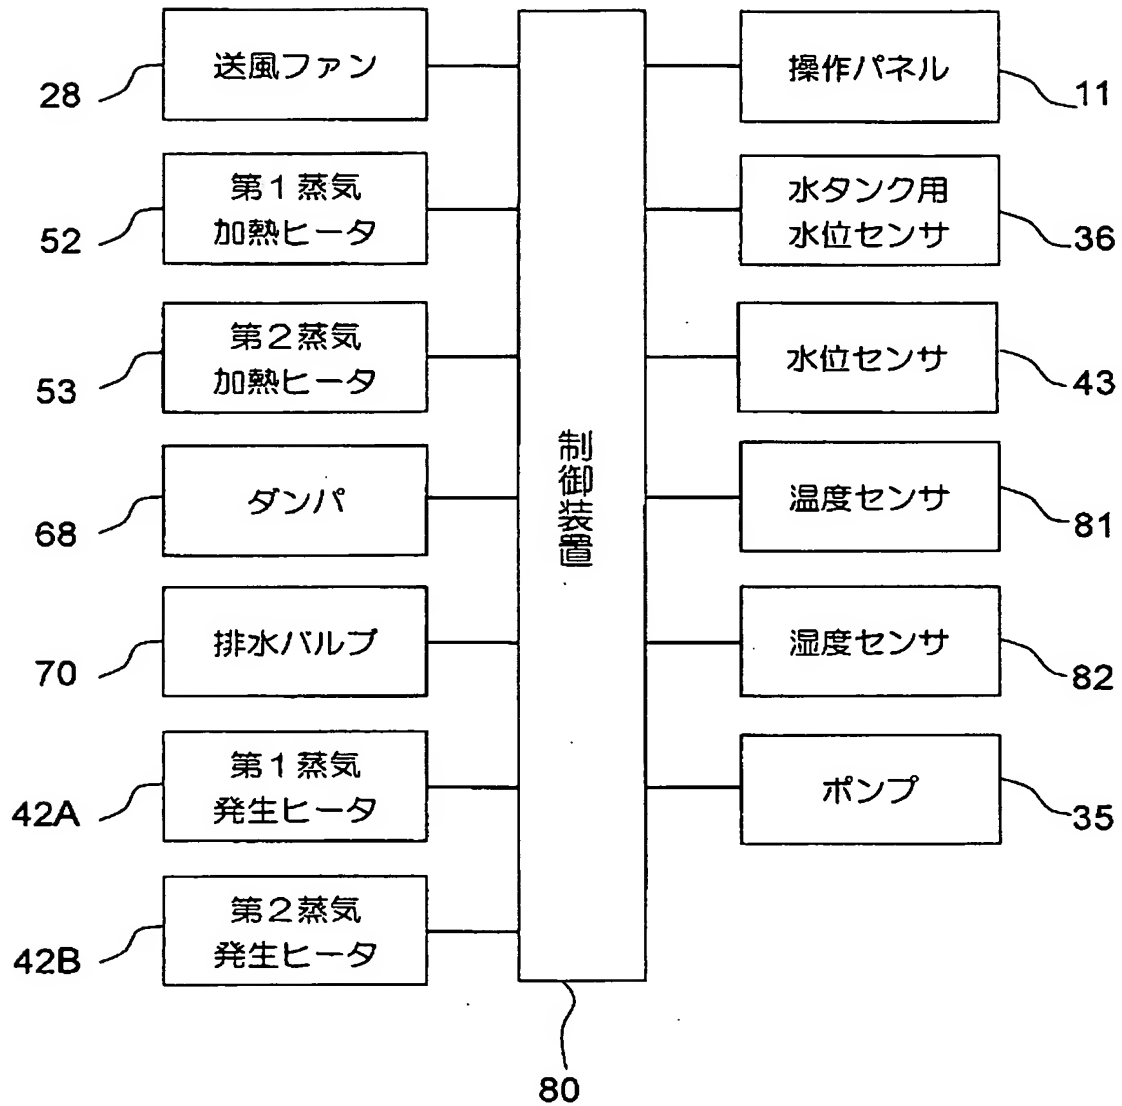 送風ファン
28
第1蒸気
加熱ヒータ
52
第2蒸気
加熱ヒータ
53
ダンパ
68
排水バルブ
70
第1蒸気
発生ヒータ
42A
第2蒸気
発生ヒータ
42B
制御装置
80
操作パネル
11
水タンク用
水位センサ
36
水位センサ
43
温度センサ
81
湿度センサ
82
ポンプ
35